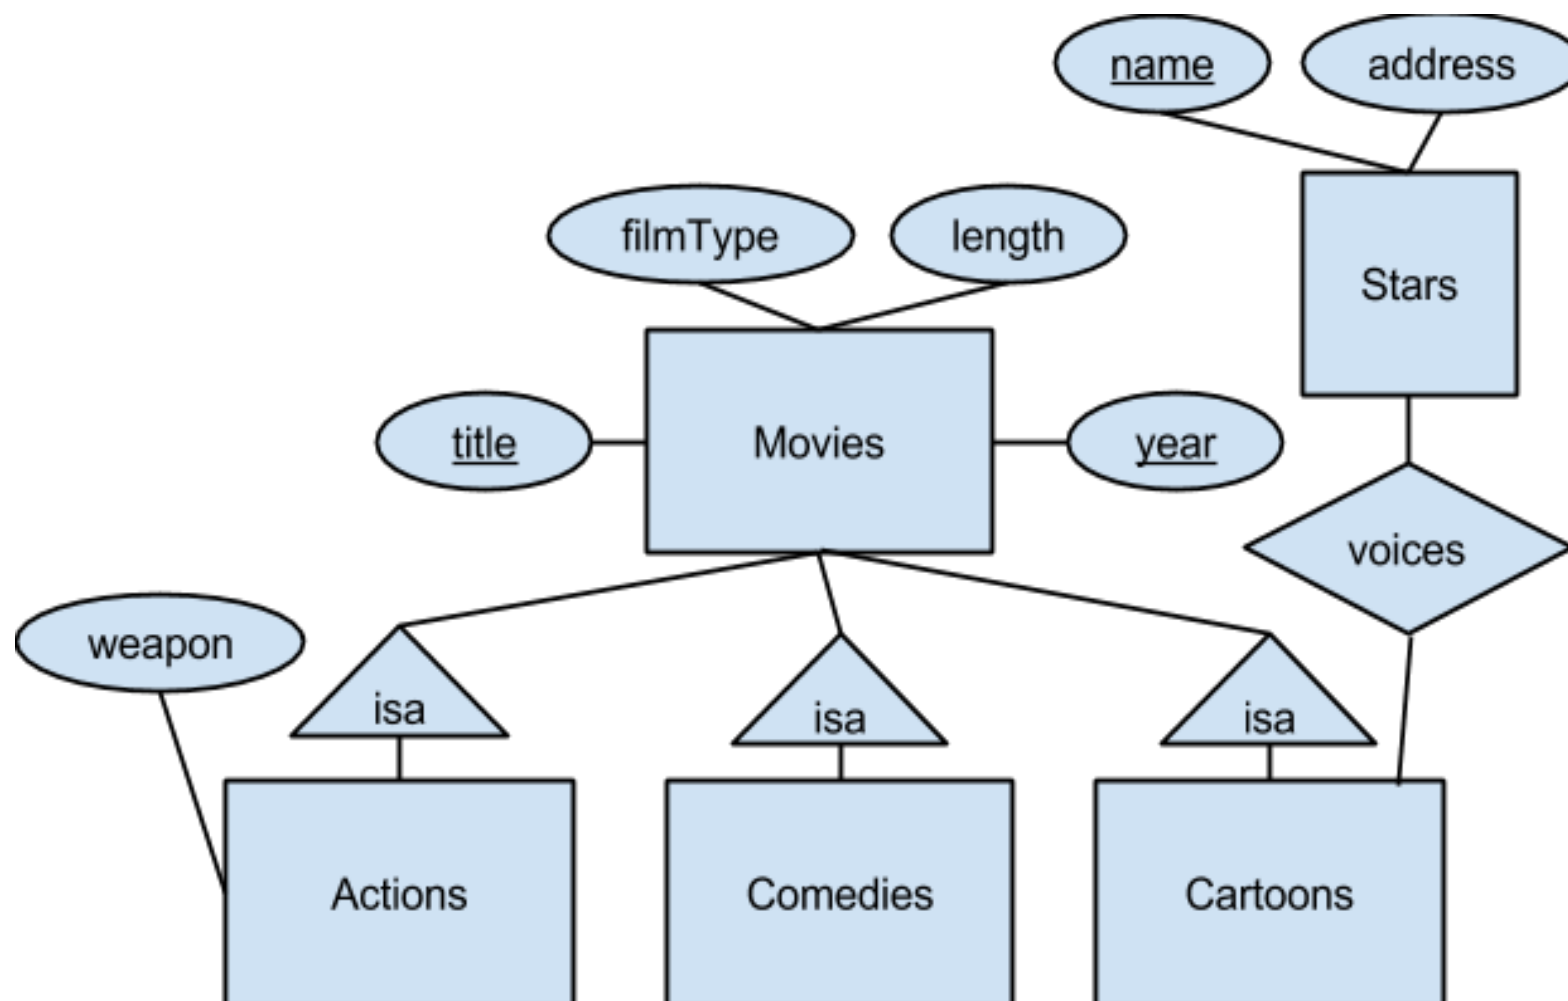 name
address
filmType
length
Stars
title
Movies
year
voices
weapon
isa
isa
isa
Actions
Comedies
Cartoons